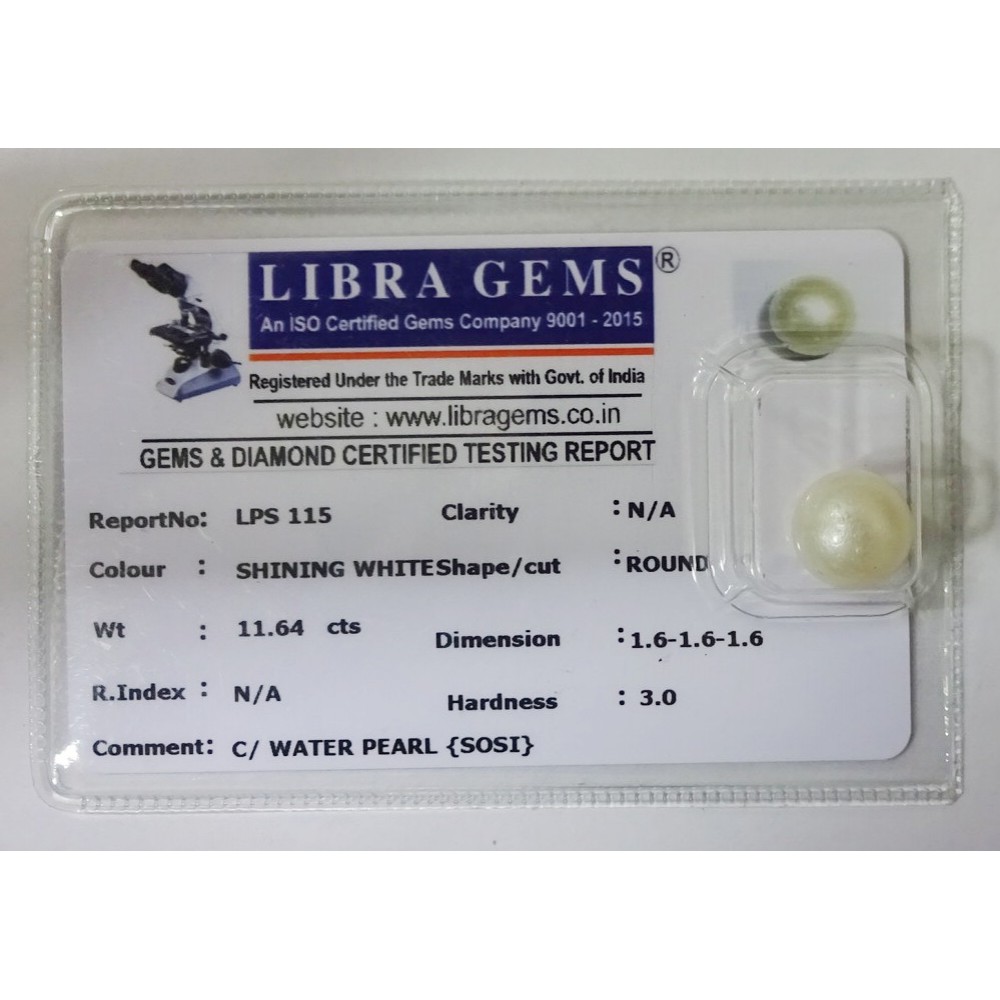 LIBRA GEMS ®
An ISO Certified Gems Company 9001 - 2015
Registered Under the Trade Marks with Govt. of India
website : www.libragems.co.in
GEMS & DIAMOND CERTIFIED TESTING REPORT
ReportNo: LPS 115 Clarity : N/A
Colour : SHINING WHITE Shape/cut : ROUND
Wt : 11.64 cts Dimension : 1.6-1.6-1.6
R.Index : N/A Hardness : 3.0
Comment: C/ WATER PEARL {SOSI}